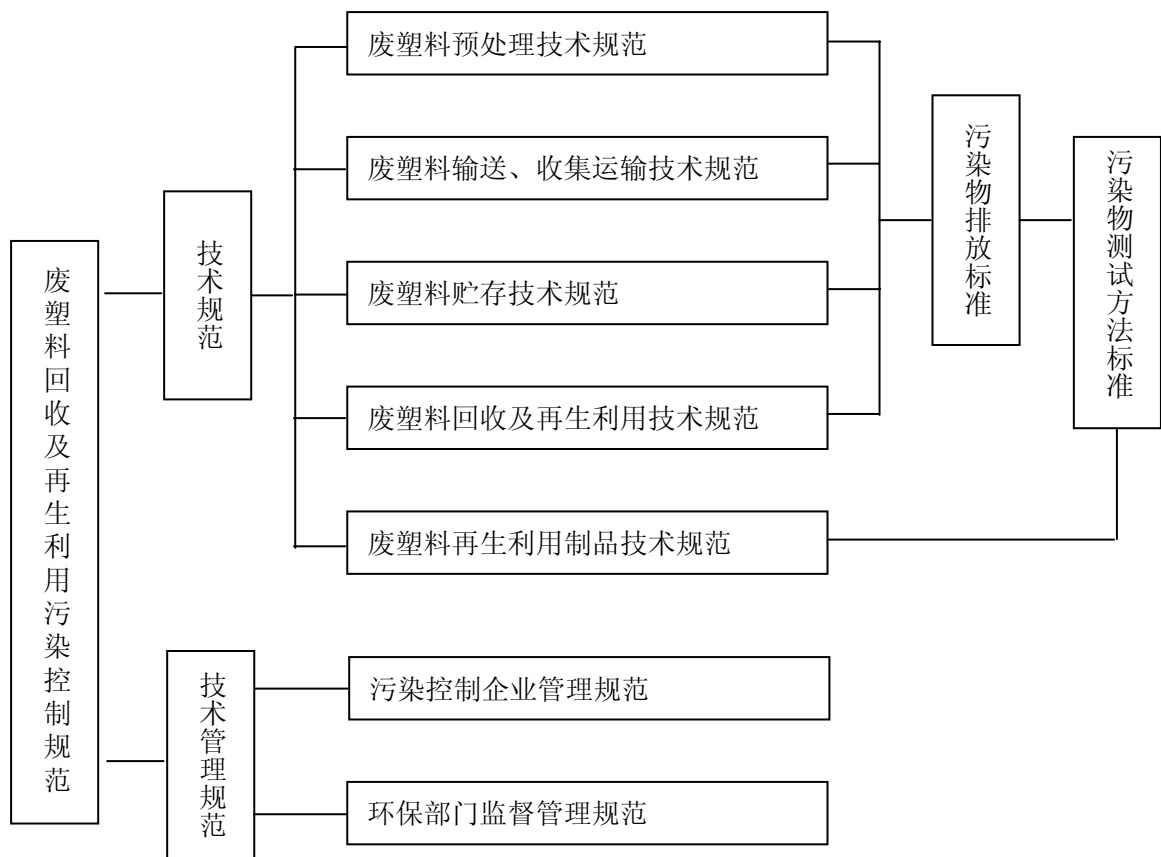 废塑料回收及再生利用污染控制规范
技术规范
废塑料预处理技术规范
废塑料输送、收集运输技术规范
废塑料贮存技术规范
废塑料回收及再生利用技术规范
废塑料再生利用制品技术规范
污染物排放标准
污染物测试方法标准
技术管理规范
污染控制企业管理规范
环保部门监督管理规范